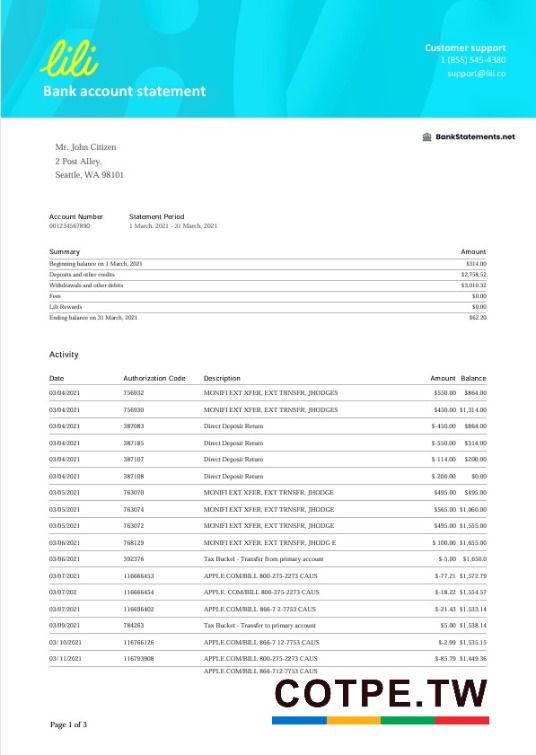 lili
Customer support
1 (855) 545-4380
support@lili.co
Bank account statement
BankStatements.net
Mr. John Citizen
2 Post Alley,
Seattle, WA 98101
Account Number Statement Period
001234567890 1 March, 2021 - 31 March, 2021
Summary Amount
Beginning balance on 1 March, 2021 $314.00
Deposits and other credits $2,758.52
Withdrawals and other debits $3,010.32
Fees $0.00
Lili Rewards $0.00
Ending balance on 31 March, 2021 $62.20
Activity
Date Authorization Code Description Amount Balance
03/04/2021 756932 MONIFI EXT XFER, EXT TRNSFR, JHODGES $550.00 $864.00
03/04/2021 756930 MONIFI EXT XFER, EXT TRNSFR, JHODGES $450.00 $1,314.00
03/04/2021 387083 Direct Deposit Return $-450.00 $864.00
03/04/2021 387185 Direct Deposit Return $-550.00 $314.00
03/04/2021 387107 Direct Deposit Return $-114.00 $200.00
03/04/2021 387108 Direct Deposit Return $-200.00 $0.00
03/05/2021 763070 MONIFI EXT XFER, EXT TRNSFR, JHODGE $495.00 $495.00
03/05/2021 763074 MONIFI EXT XFER, EXT TRNSFR, JHODGE $565.00 $1,060.00
03/05/2021 763072 MONIFI EXT XFER, EXT TRNSFR, JHODGE $495.00 $1,555.00
03/06/2021 768129 MONIFI EXT XFER, EXT TRNSFR, JHODG E $ 100.00 $1,655.00
03/06/2021 392376 Tax Bucket - Transfer from primary account $-5.00 $1,650.0
03/07/2021 116666453 APPLE.COM/BILL 800-275-2273 CAUS $-77.21 $1,572.79
03/07/202 116666454 APPLE. COM/BILL 800-275-2273 CAUS $-18.22 $1,554.57
03/07/2021 116696402 APPLE.COM/BILL 866-7 2-7753 CAUS $-21.43 $1,533.14
03/09/2021 784263 Tax Bucket - Transfer to primary account $5.00 $1,538.14
03/ 10/2021 116766126 APPLE.COM/BILL 866-7 12-7753 CAUS $-2.99 $1,535.15
03/ 11/2021 116793908 APPLE.COM/BILL 800-275-2273 CAUS $-85.79 $1,449.36
APPLE.COM/BILL 866-712-7753 CAUS
COTPE.TW
Page 1 of 3